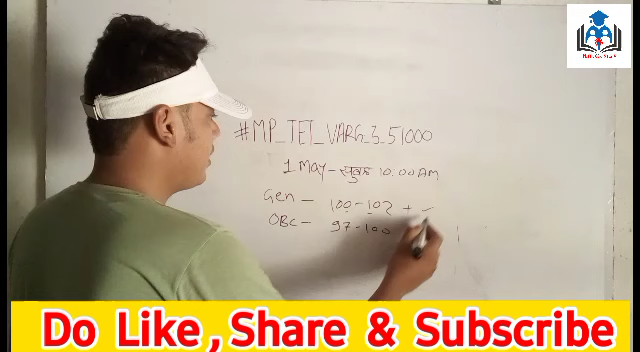 #MP_TET_VARG_3_51000
1 May - सुबह 10:00 AM
Gen - 100 - 102 +
OBC - 97 - 100
Do Like , Share & Subscribe